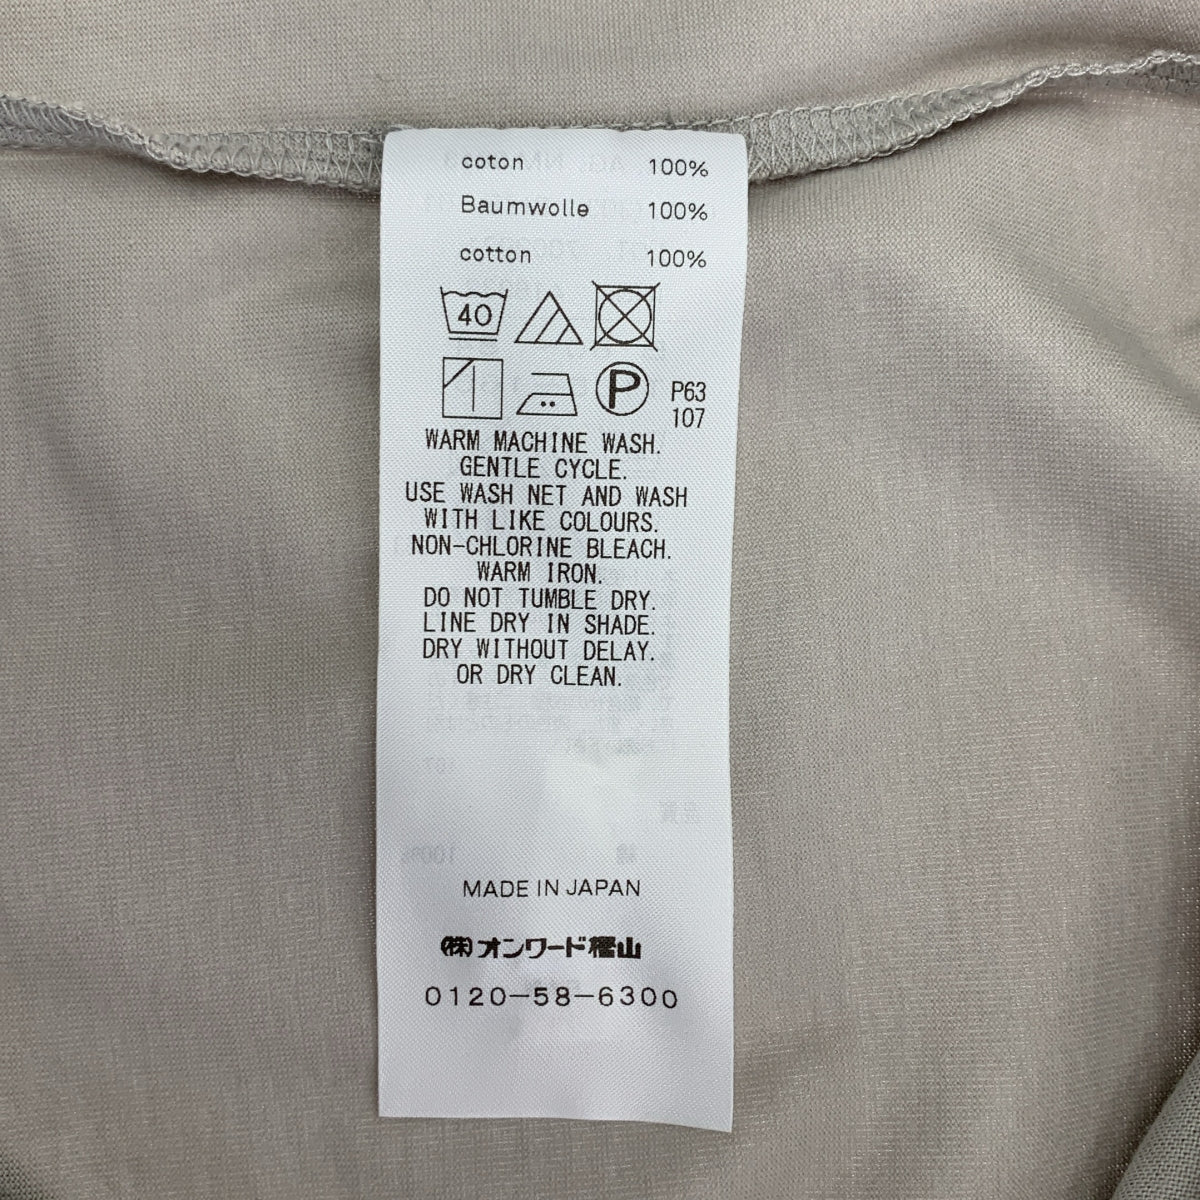 coton 100%
Baumwolle 100%
cotton 100%
40
P P63
107
WARM MACHINE WASH.
GENTLE CYCLE.
USE WASH NET AND WASH
WITH LIKE COLOURS.
NON-CHLORINE BLEACH.
WARM IRON.
DO NOT TUMBLE DRY.
LINE DRY IN SHADE.
DRY WITHOUT DELAY.
OR DRY CLEAN.
MADE IN JAPAN
(株)オンワード樫山
0120-58-6300